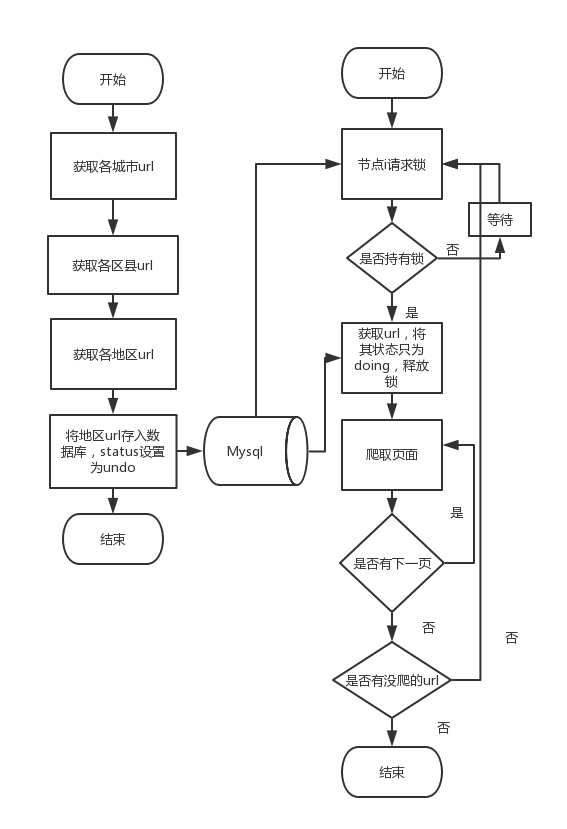 开始
获取各城市url
获取各区县url
获取各地区url
将地区url存入数
据库，status设置
为undo
结束
Mysql
开始
节点i请求锁
等待
是否持有锁
否
是
获取url，将
其状态只为
doing，释放
锁
爬取页面
是
是否有下一页
否
否
是否有没爬的url
否
结束